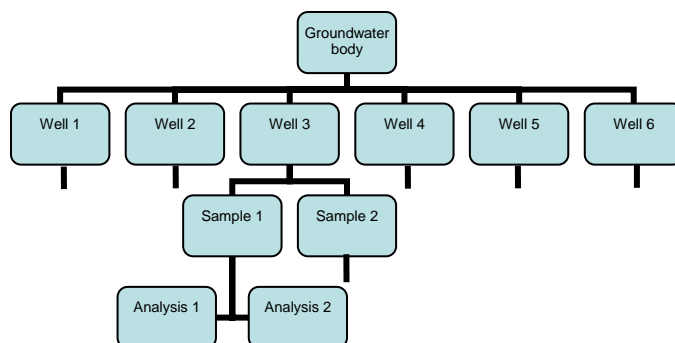 Groundwater
body
Well 1
Well 2
Well 3
Well 4
Well 5
Well 6
Sample 1
Sample 2
Analysis 1
Analysis 2